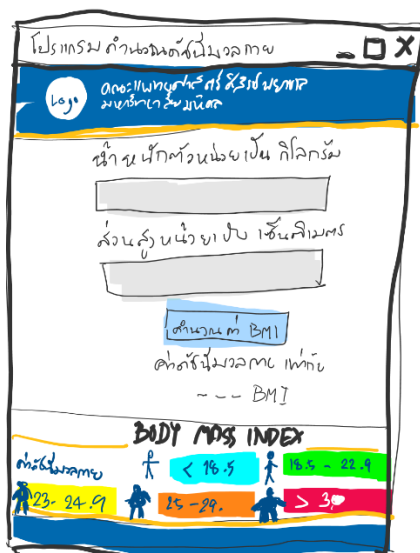 โปรแกรมคำนวณดัชนีมวลกาย
Logo
คณะแพทยศาสตร์ศิริราชพยาบาล
มหาวิทยาลัยมหิดล
น้ำหนักตัวหน่วยเป็น กิโลกรัม
ส่วนสูงหน่วยเป็น เซ็นติเมตร
คำนวณค่า BMI
ค่าดัชนีมวลกาย เท่ากับ
--- BMI
BODY MASS INDEX
ค่าดัชนีมวลกาย < 18.5 18.5 - 22.9
23-24.9 25-29. > 30